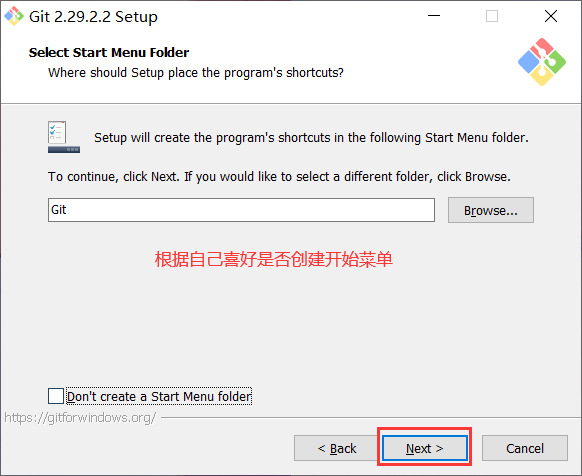 Git 2.29.2.2 Setup
Select Start Menu Folder
Where should Setup place the program's shortcuts?
Setup will create the program's shortcuts in the following Start Menu folder.
To continue, click Next. If you would like to select a different folder, click Browse.
Git
Browse...
根据自己喜好是否创建开始菜单
Don't create a Start Menu folder
https://gitforwindows.org/
< Back
Next >
Cancel